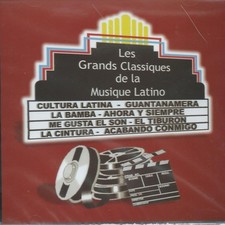 Les
Grands Classiques
de la
Musique Latino
CULTURA LATINA - GUANTANAMERA
LA BAMBA - AHORA Y SIEMPRE
ME GUSTA EL SON - EL TIBURON
LA CINTURA - ACABANDO CONMIGO